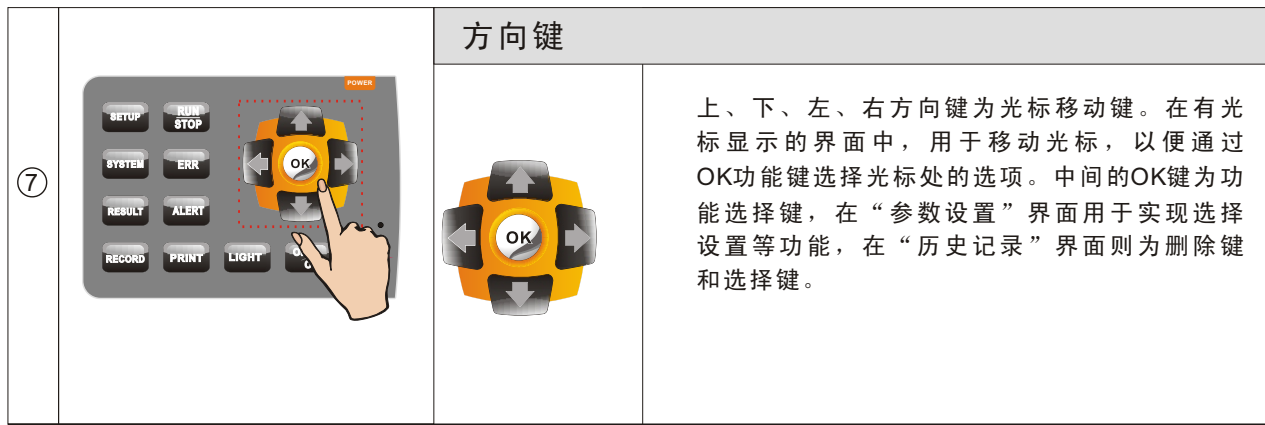 方向键
⑦
POWER
SETUP
RUN
STOP
OK
SYSTEM
ERR
RESULT
ALERT
RECORD
PRINT
LIGHT
OK
上、下、左、右方向键为光标移动键。在有光
标显示的界面中，用于移动光标，以便通过
OK功能键选择光标处的选项。中间的OK键为功
能选择键，在“参数设置”界面用于实现选择
设置等功能，在“历史记录”界面则为删除键
和选择键。